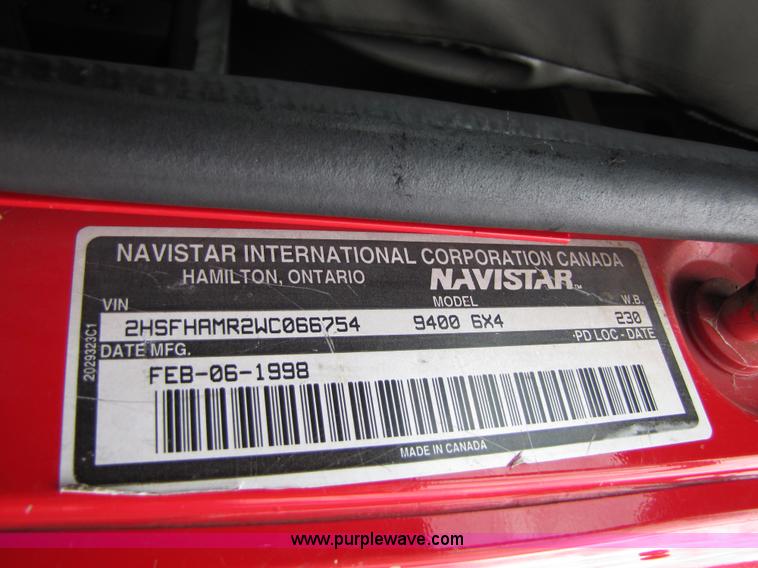 NAVISTAR INTERNATIONAL CORPORATION CANADA
HAMILTON, ONTARIO NAVISTAR™
VIN MODEL W.B.
2HSFHAMR2WC066754 9400 6X4 230
DATE MFG. PD LOC - DATE
FEB-06-1998
MADE IN CANADA
2029323C1
www.purplewave.com